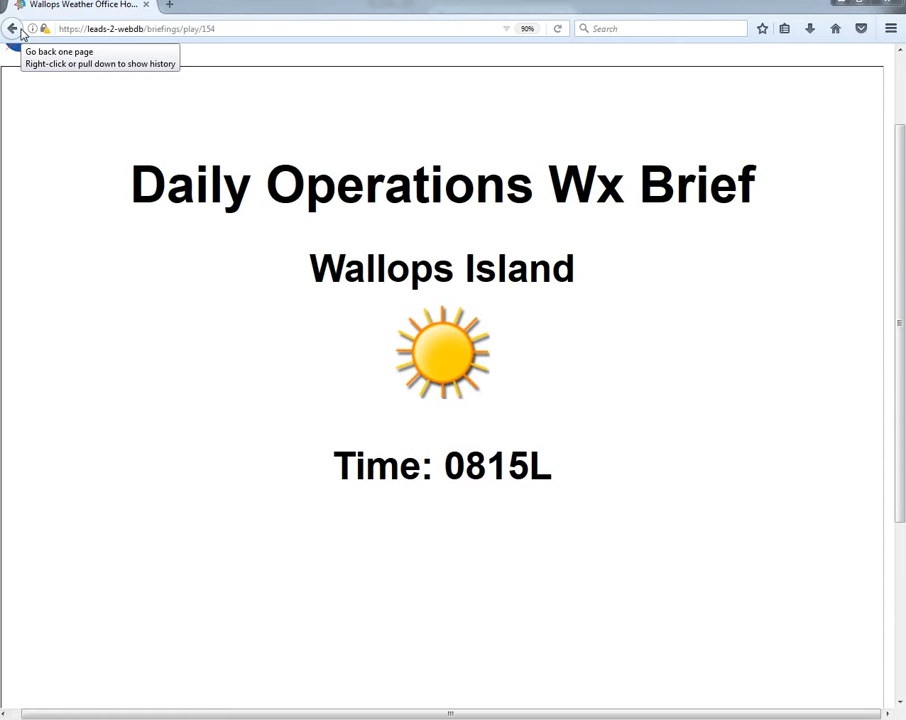 Wallops Weather Office Ho...
https://leads-2-webdb/briefings/play/154
90%
Search
Go back one page
Right-click or pull down to show history
Daily Operations Wx Brief
Wallops Island
Time: 0815L